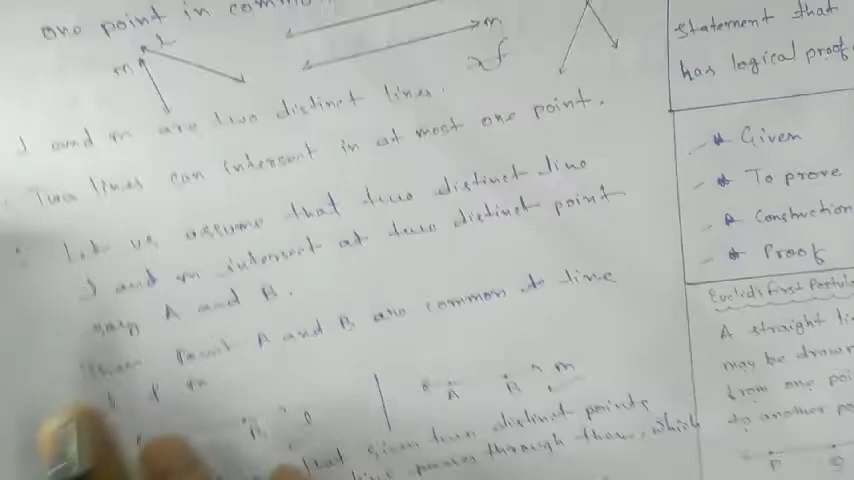 one point in common
l
m
m
l and m are two distinct lines.
Two lines can intersect in at most one point.
Let us assume that two distinct line
l and m intersect at two distinct point
say A and B.
point A and B are common to line
m
A B m
B
that given two distinct points
passes through them, which
statement that
has logical proof
* Given
* To prove
* Construction
* Proof
Euclid's First Postula
A straight li
may be drawn
from one poi
to another po
P Q